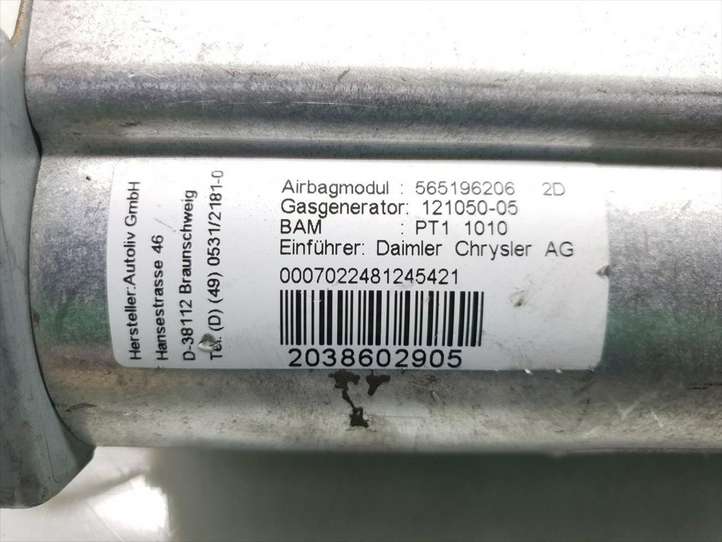 Hersteller:Autoliv GmbH
Hansestrasse 46
D-38112 Braunschweig
Tel. (D) (49) 0531/2181-0
Airbagmodul : 565196206 2D
Gasgenerator: 121050-05
BAM : PT1 1010
Einführer: Daimler Chrysler AG
0007022481245421
2038602905